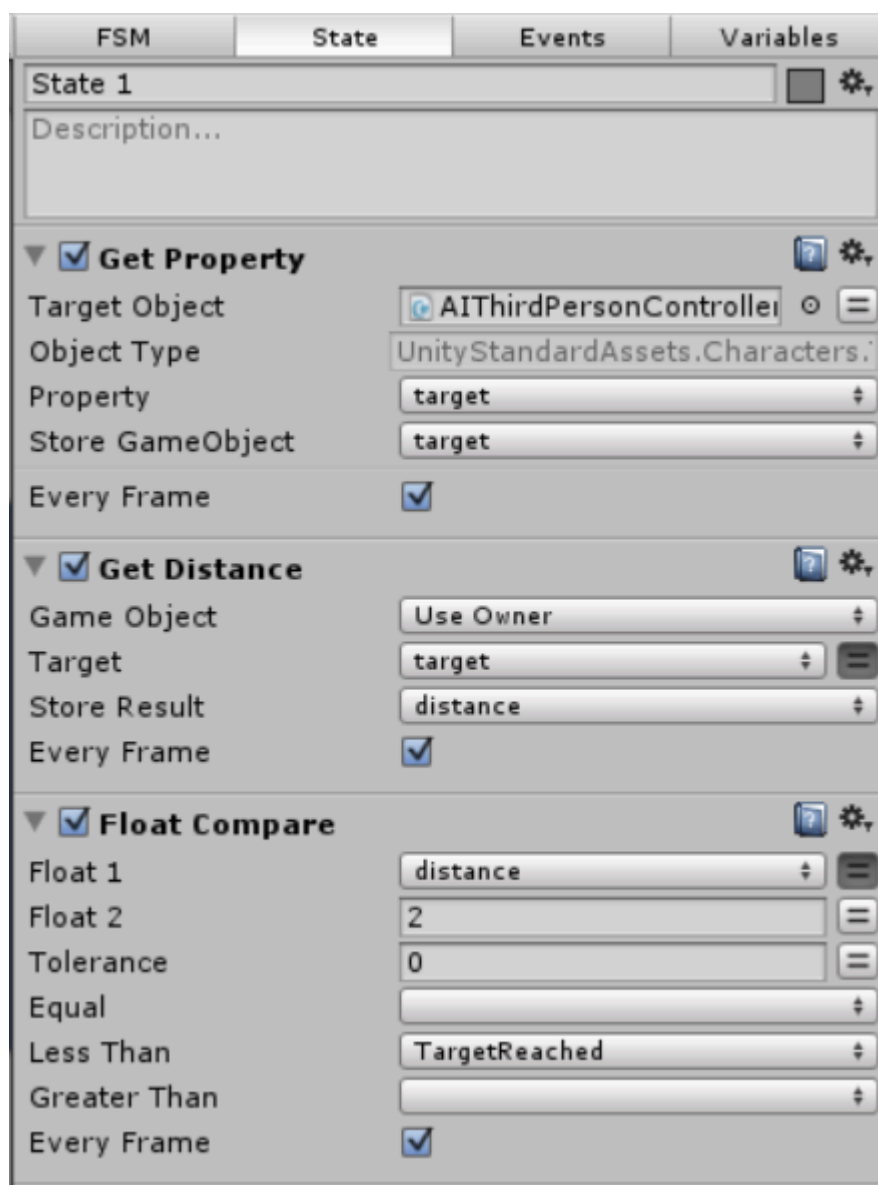 FSM State Events Variables
State 1
Description...
Get Property
Target Object AIThirdPersonController
Object Type UnityStandardAssets.Characters.
Property target
Store GameObject target
Every Frame
Get Distance
Game Object Use Owner
Target target =
Store Result distance
Every Frame
Float Compare
Float 1 distance =
Float 2 2 =
Tolerance 0 =
Equal
Less Than TargetReached
Greater Than
Every Frame